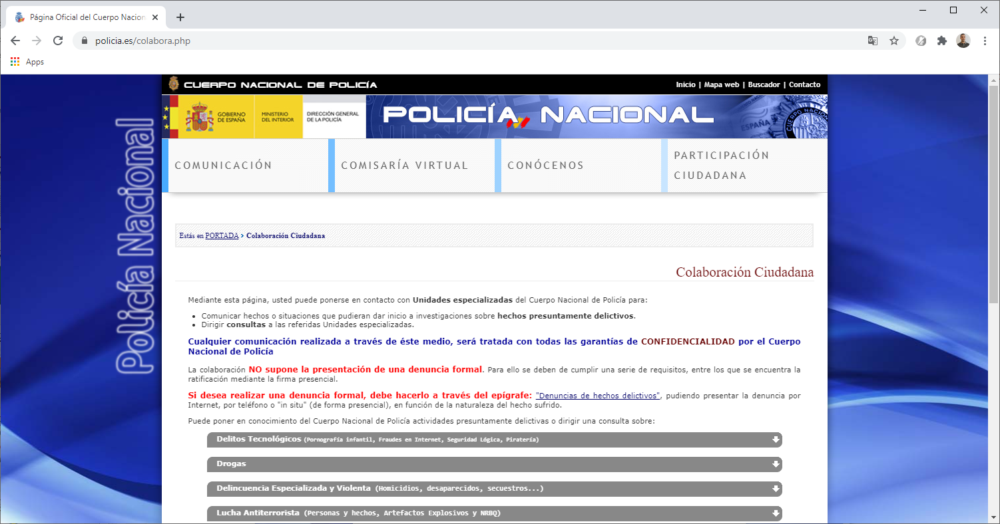 Página Oficial del Cuerpo Nacion
policia.es/colabora.php
Apps
CUERPO NACIONAL DE POLICÍA
Inicio | Mapa web | Buscador | Contacto
GOBIERNO
DE ESPAÑA
MINISTERIO
DEL INTERIOR
DIRECCIÓN GENERAL
DE LA POLICÍA
POLICÍA NACIONAL
ESPAÑA
Policía Nacional
COMUNICACIÓN
COMISARÍA VIRTUAL
CONÓCENOS
PARTICIPACIÓN
CIUDADANA
Estás en PORTADA › Colaboración Ciudadana
Colaboración Ciudadana
Mediante esta página, usted puede ponerse en contacto con Unidades especializadas del Cuerpo Nacional de Policía para:
• Comunicar hechos o situaciones que pudieran dar inicio a investigaciones sobre hechos presuntamente delictivos.
• Dirigir consultas a las referidas Unidades especializadas.
Cualquier comunicación realizada a través de éste medio, será tratada con todas las garantías de CONFIDENCIALIDAD por el Cuerpo
Nacional de Policía
La colaboración NO supone la presentación de una denuncia formal. Para ello se deben de cumplir una serie de requisitos, entre los que se encuentra la
ratificación mediante la firma presencial.
Si desea realizar una denuncia formal, debe hacerlo a través del epígrafe: "Denuncias de hechos delictivos", pudiendo presentar la denuncia por
Internet, por teléfono o "in situ" (de forma presencial), en función de la naturaleza del hecho sufrido.
Puede poner en conocimiento del Cuerpo Nacional de Policía actividades presuntamente delictivas o dirigir una consulta sobre:
Delitos Tecnológicos (Pornografía infantil, Fraudes en Internet, Seguridad Lógica, Piratería)
Drogas
Delincuencia Especializada y Violenta (Homicidios, desaparecidos, secuestros...)
Lucha Antiterrorista (Personas y hechos, Artefactos Explosivos y NRBQ)